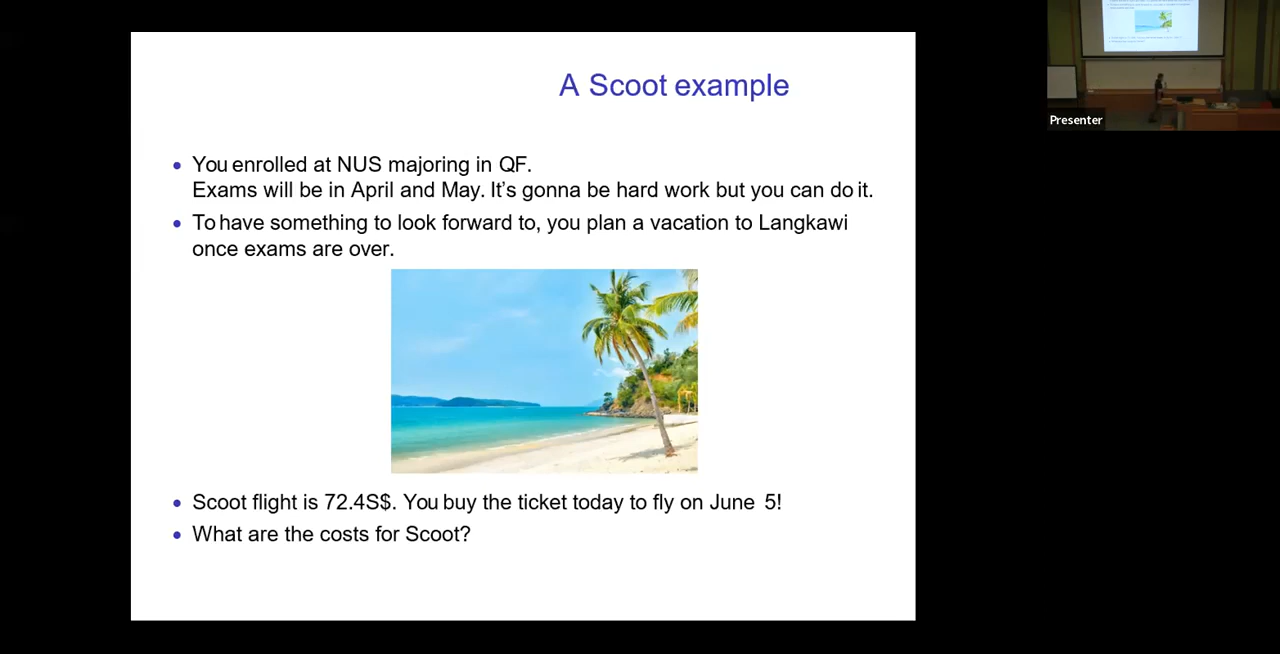 A Scoot example
You enrolled at NUS majoring in QF.
Exams will be in April and May. It's gonna be hard work but you can do it.
To have something to look forward to, you plan a vacation to Langkawi
once exams are over.
Scoot flight is 72.4S$. You buy the ticket today to fly on June 5!
What are the costs for Scoot?
Presenter